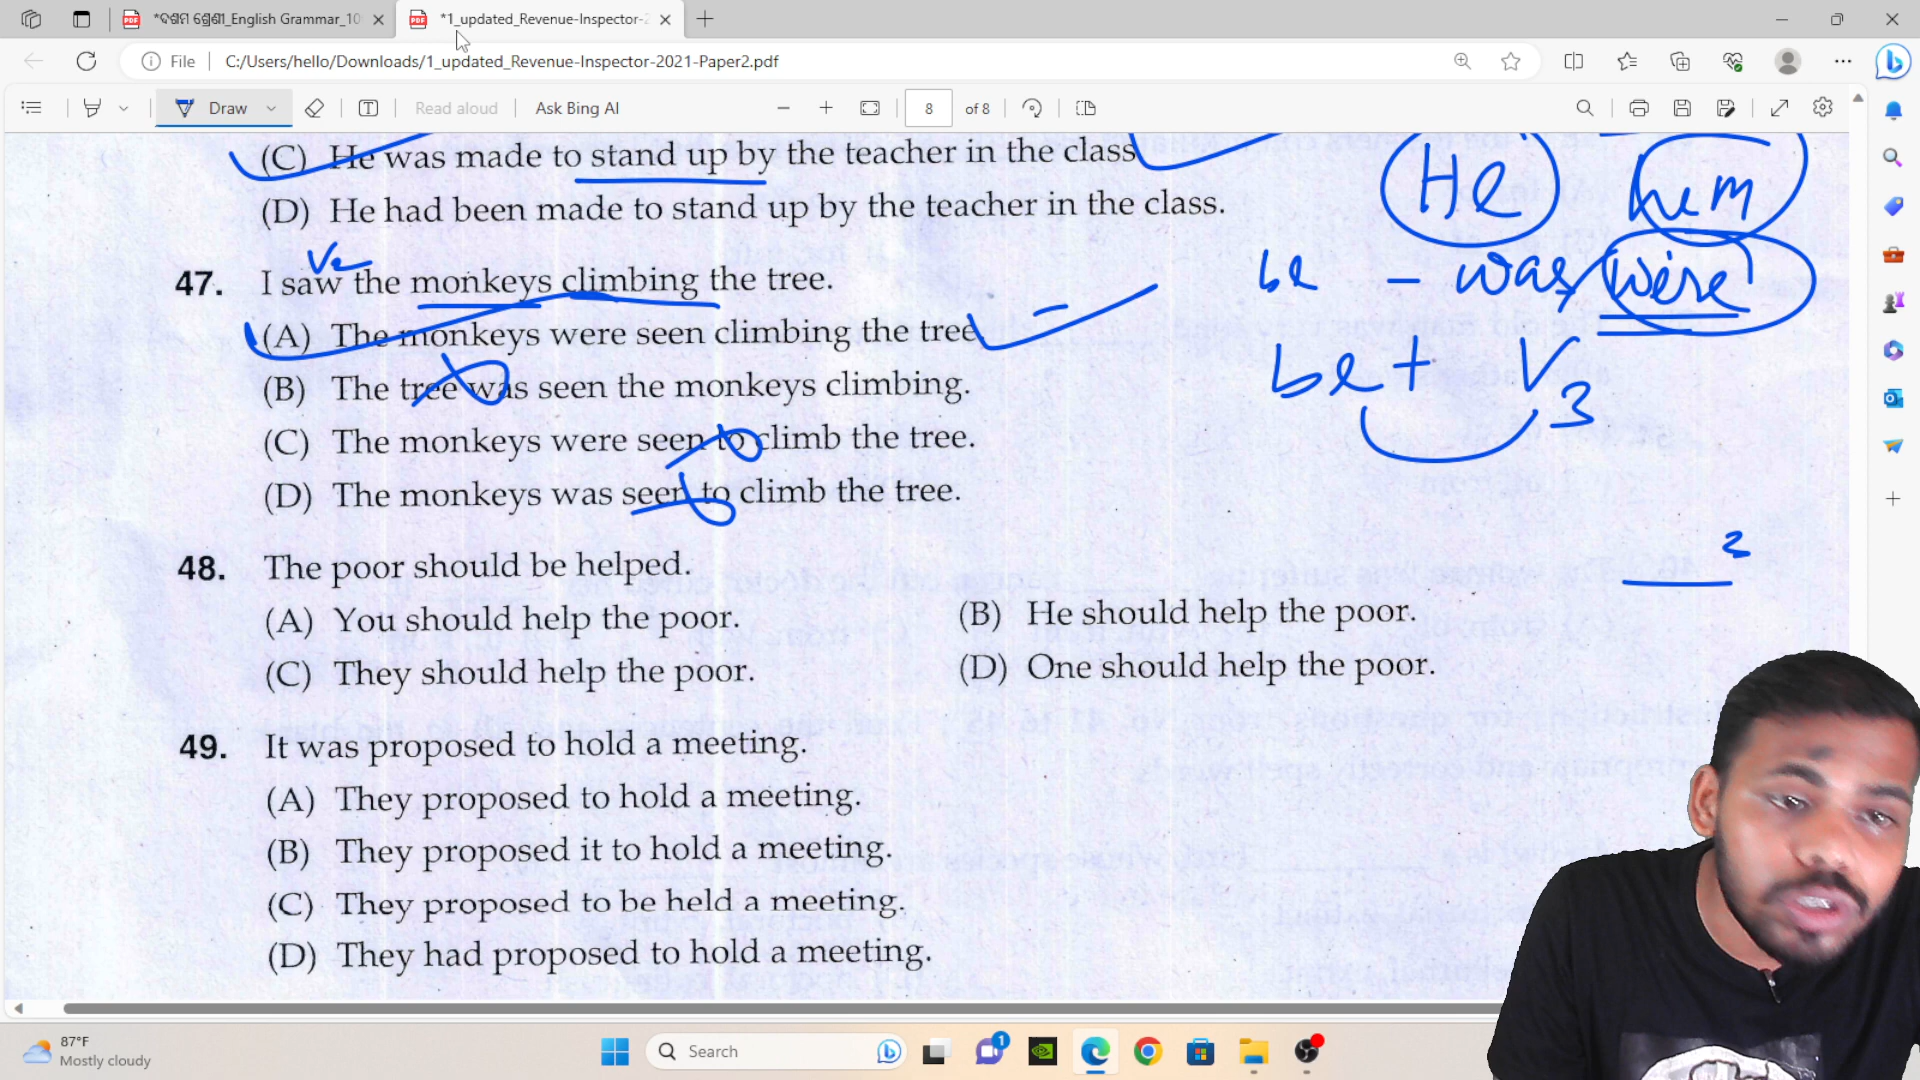 *ଦଶମ ଶ୍ରେଣୀ_English Grammar_10
*1_updated_Revenue-Inspector-2
File
C:/Users/hello/Downloads/1_updated_Revenue-Inspector-2021-Paper2.pdf
Draw
Read aloud
Ask Bing AI
8 of 8
(C) He was made to stand up by the teacher in the class
(D) He had been made to stand up by the teacher in the class.
He him
V2
47. I saw the monkeys climbing the tree.
be - was, were
(A) The monkeys were seen climbing the tree
be + V3
(B) The tree was seen the monkeys climbing.
(C) The monkeys were seen to climb the tree.
(D) The monkeys was seen to climb the tree.
48. The poor should be helped.
(A) You should help the poor.
(B) He should help the poor.
(C) They should help the poor.
(D) One should help the poor.
49. It was proposed to hold a meeting.
(A) They proposed to hold a meeting.
(B) They proposed it to hold a meeting.
(C) They proposed to be held a meeting.
(D) They had proposed to hold a meeting.
87°F
Mostly cloudy
Search
1